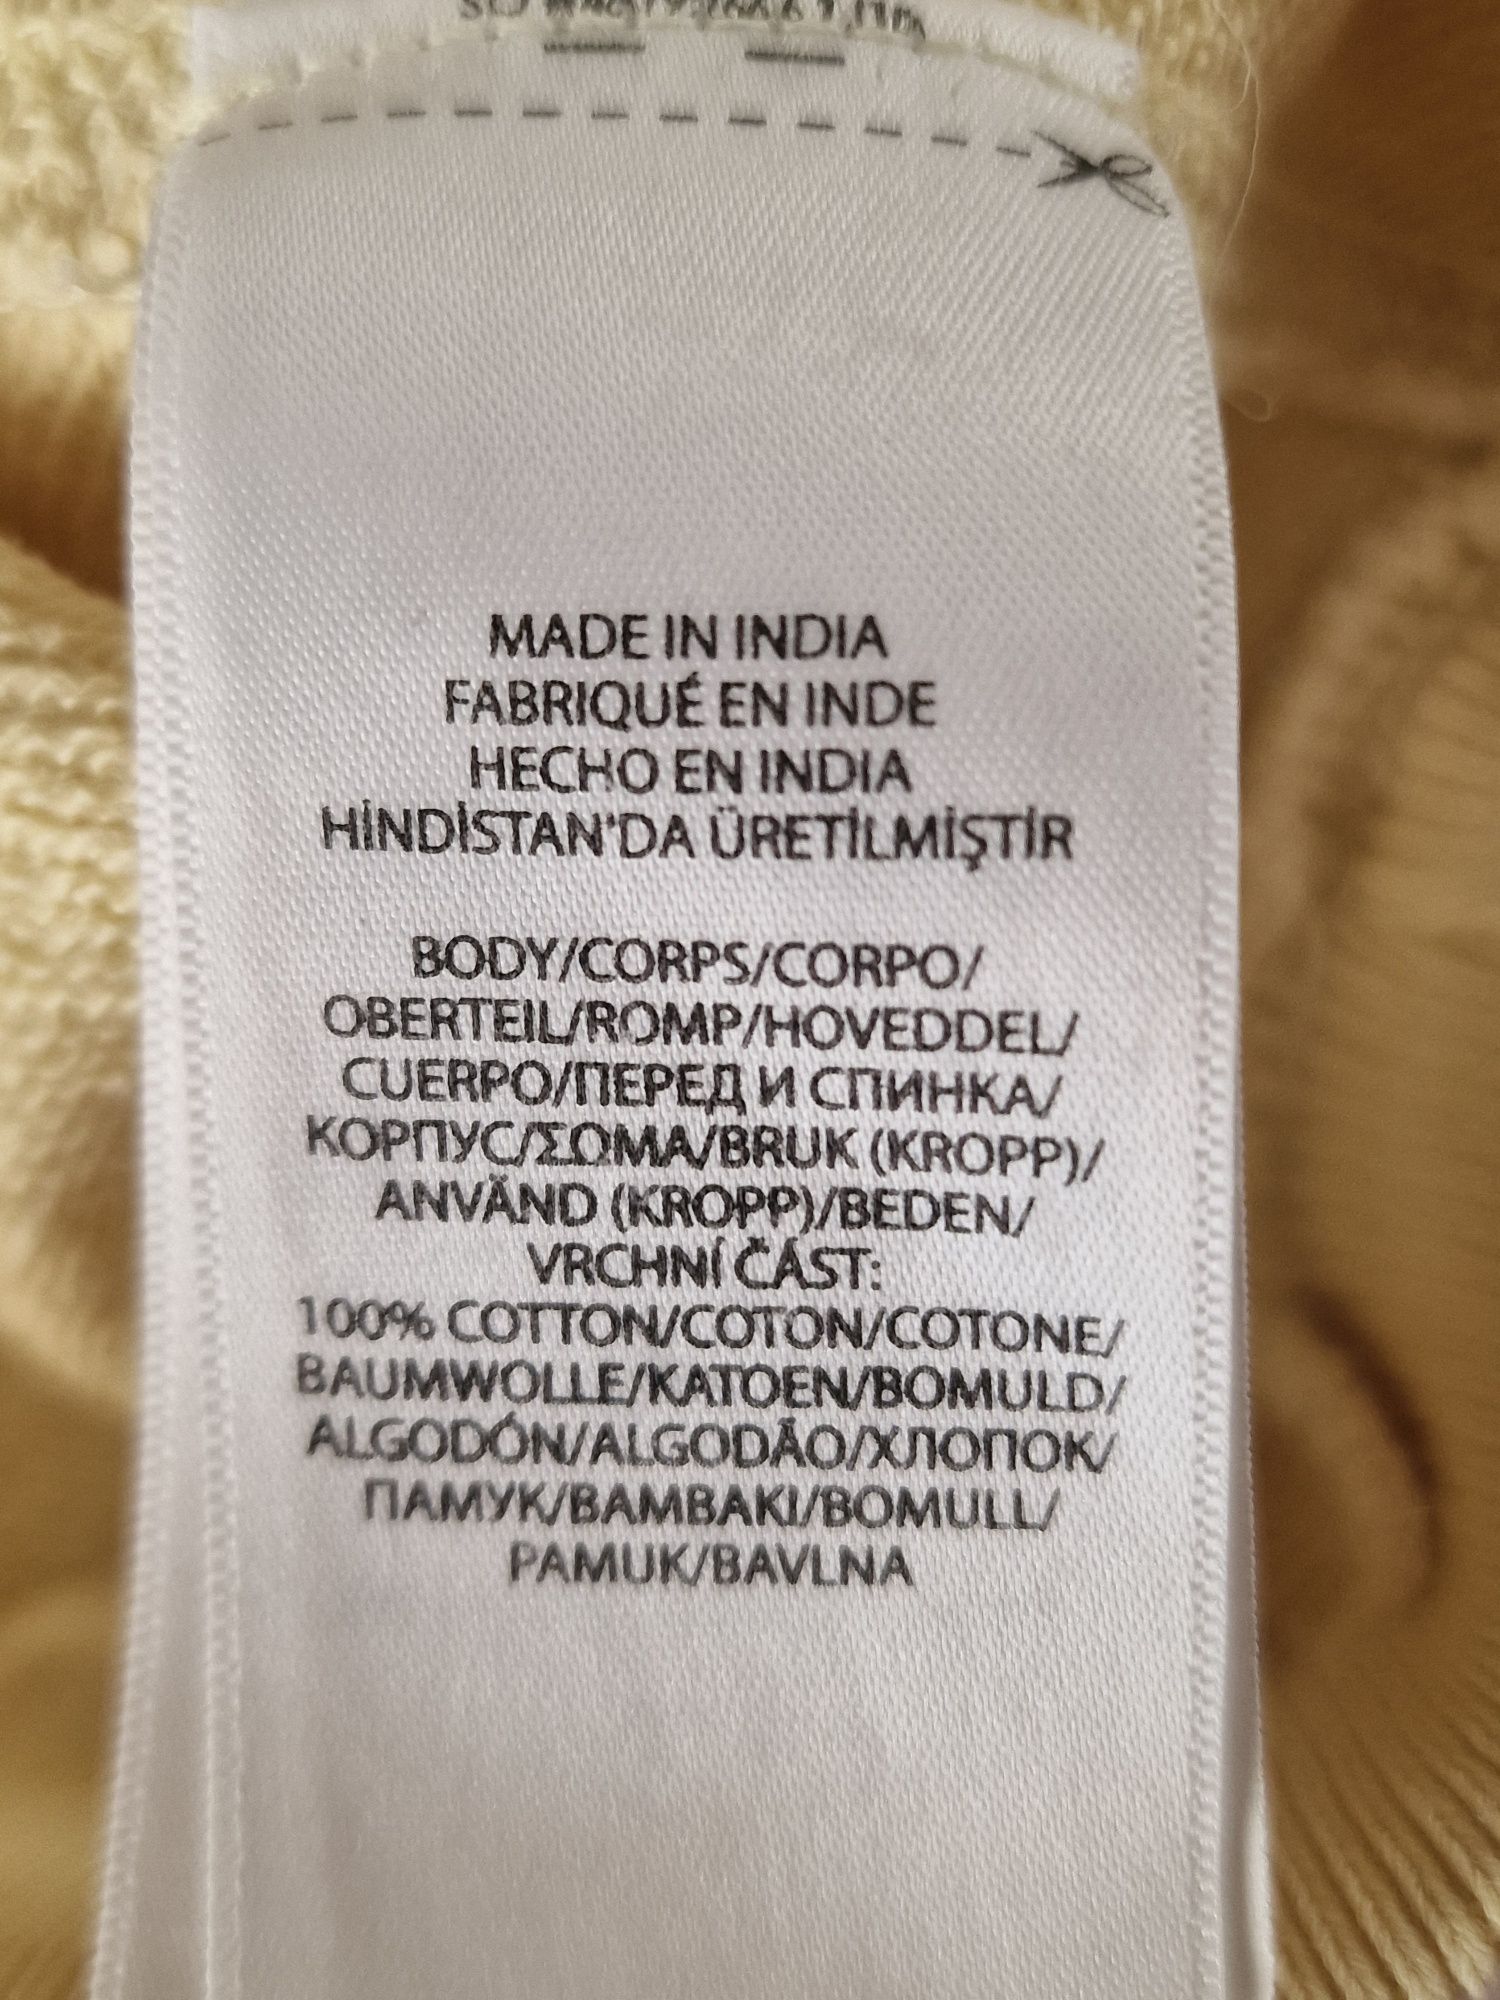 MADE IN INDIA
FABRIQUÉ EN INDE
HECHO EN INDIA
HİNDİSTAN'DA ÜRETİLMİŞTİR
BODY/CORPS/CORPO/
OBERTEIL/ROMP/HOVEDDEL/
CUERPO/ПЕРЕД И СПИНКА/
КОРПУС/ΣΩΜΑ/BRUK (KROPP)/
ANVÄND (KROPP)/BEDEN/
VRCHNÍ ČÁST:
100% COTTON/COTON/COTONE/
BAUMWOLLE/KATOEN/BOMULD/
ALGODÓN/ALGODÃO/ХЛОПОК/
ПАМУК/ΒΑΜΒΑΚΙ/BOMULL/
PAMUK/BAVLNA